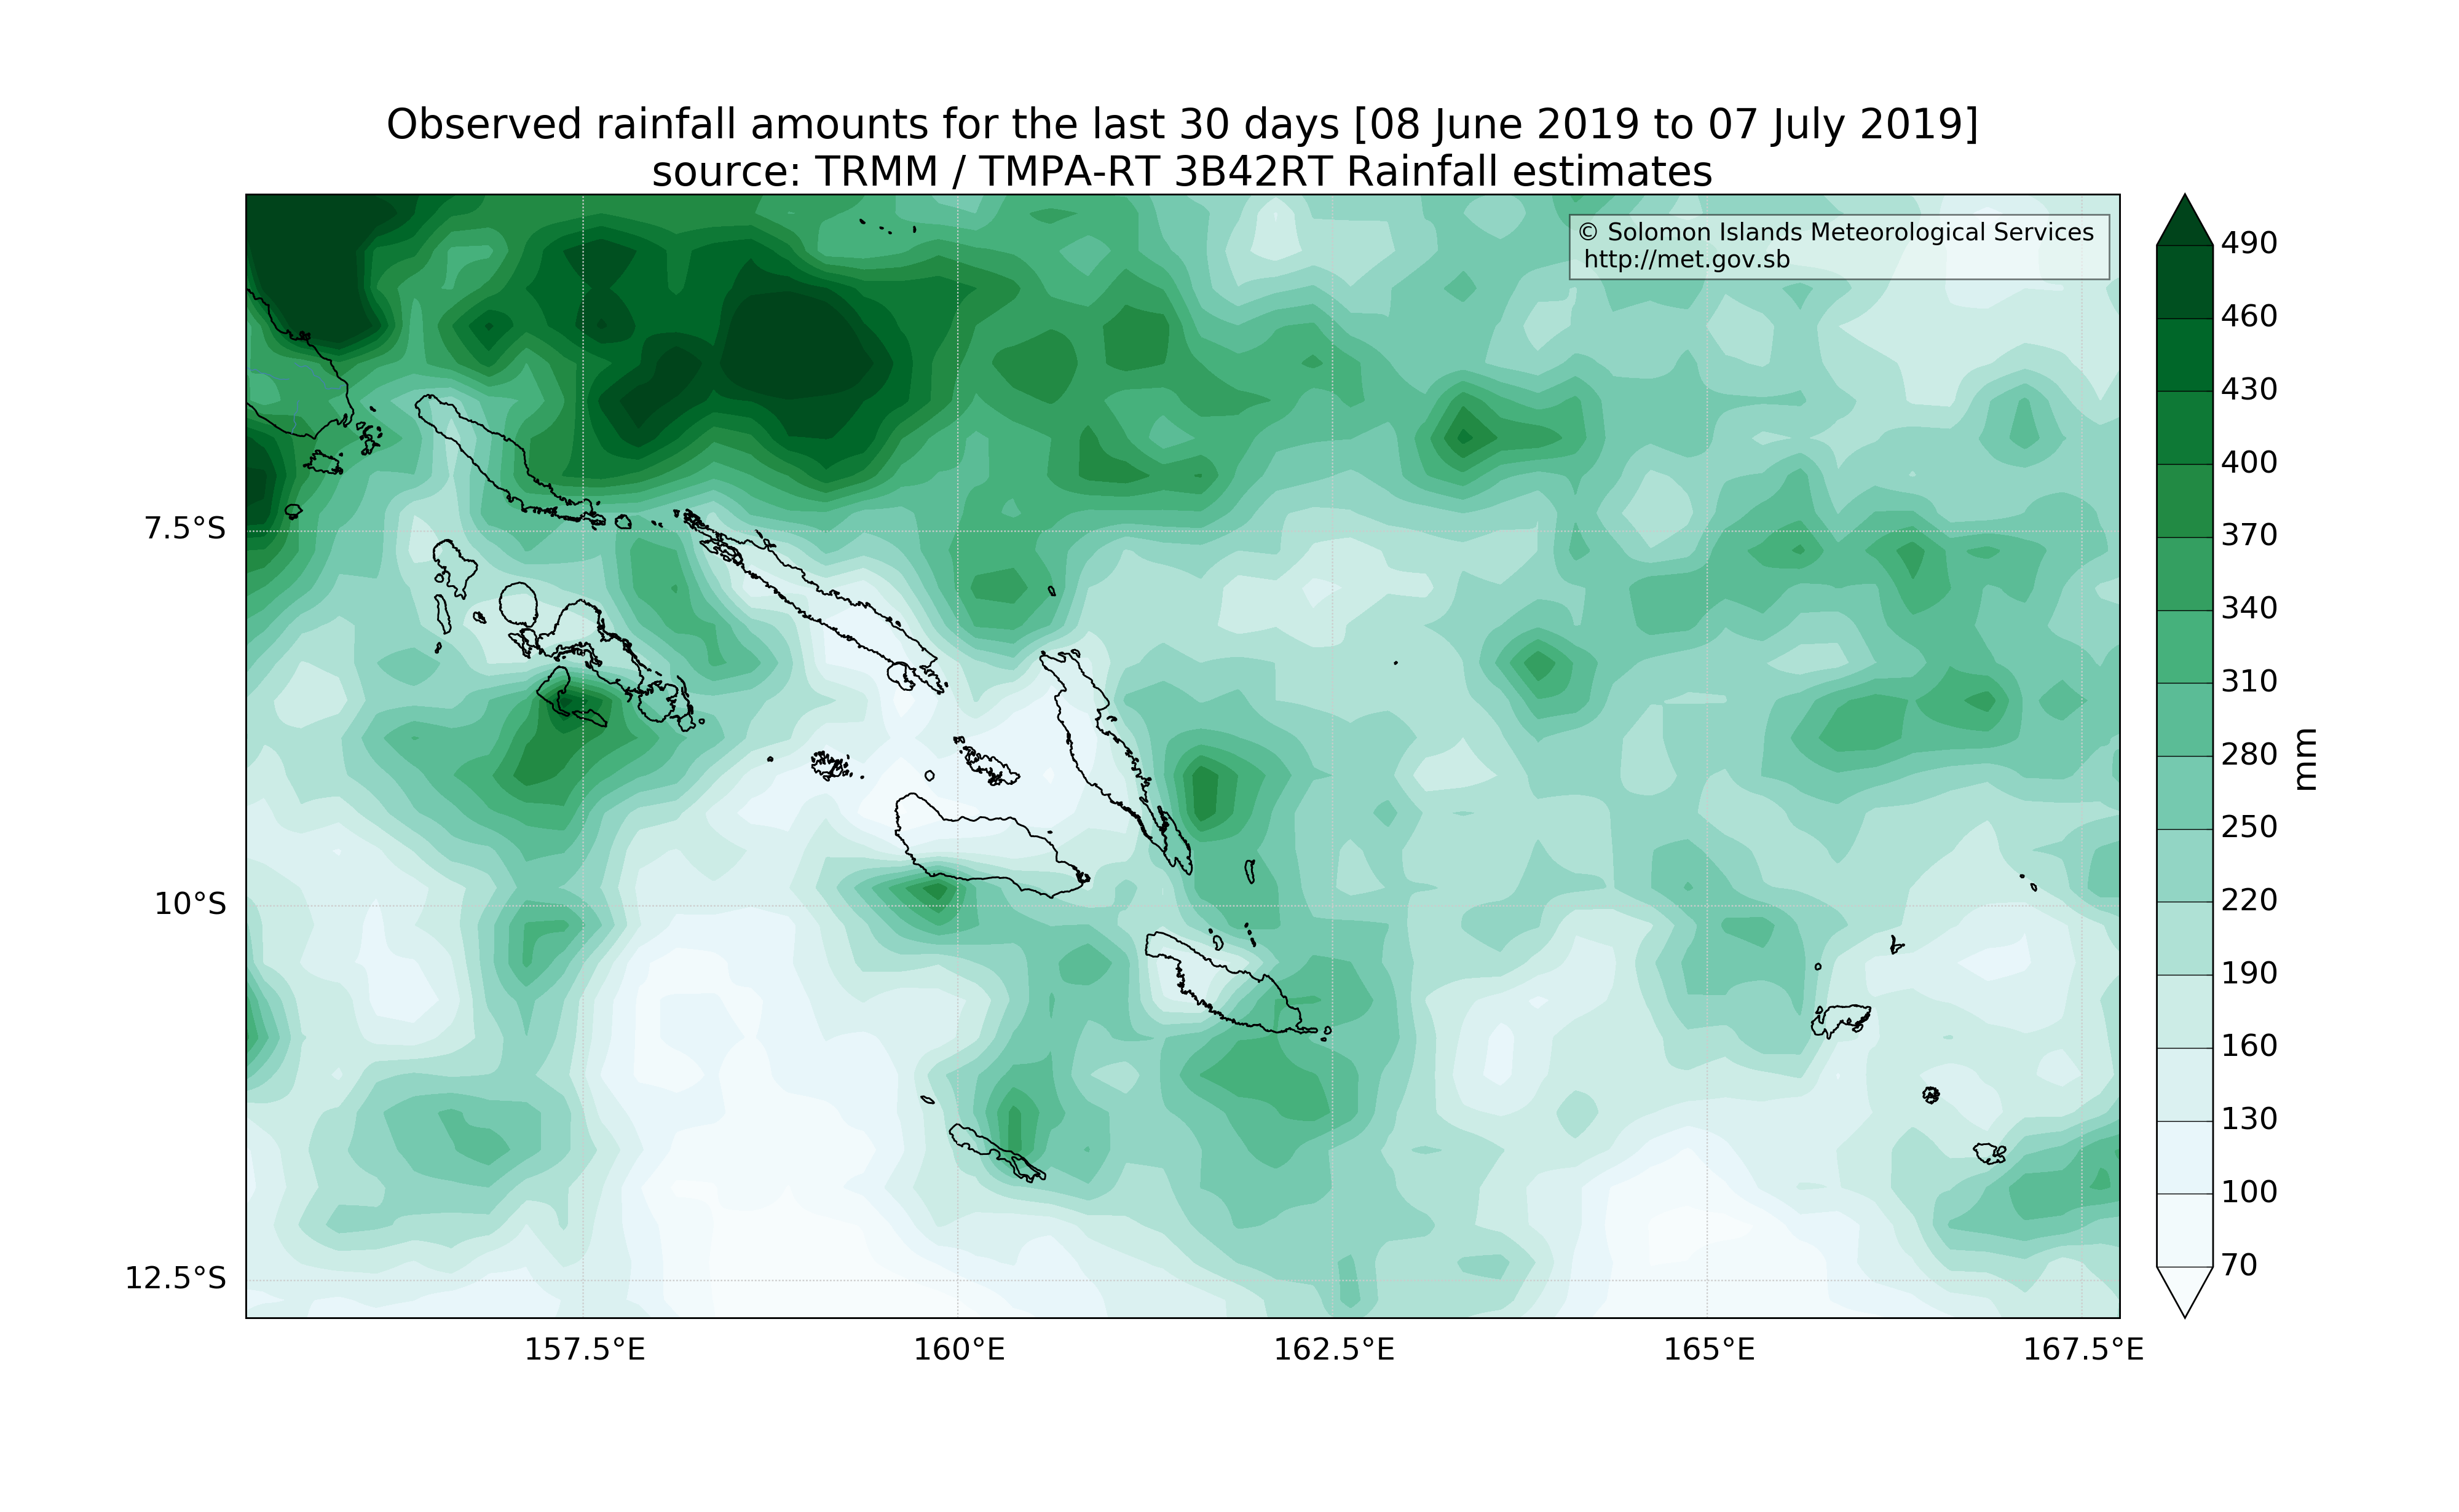 Observed rainfall amounts for the last 30 days [08 June 2019 to 07 July 2019]
source: TRMM / TMPA-RT 3B42RT Rainfall estimates
© Solomon Islands Meteorological Services
http://met.gov.sb
7.5°S
10°S
12.5°S
157.5°E
160°E
162.5°E
165°E
167.5°E
490
460
430
400
370
340
310
280
250
220
190
160
130
100
70
mm